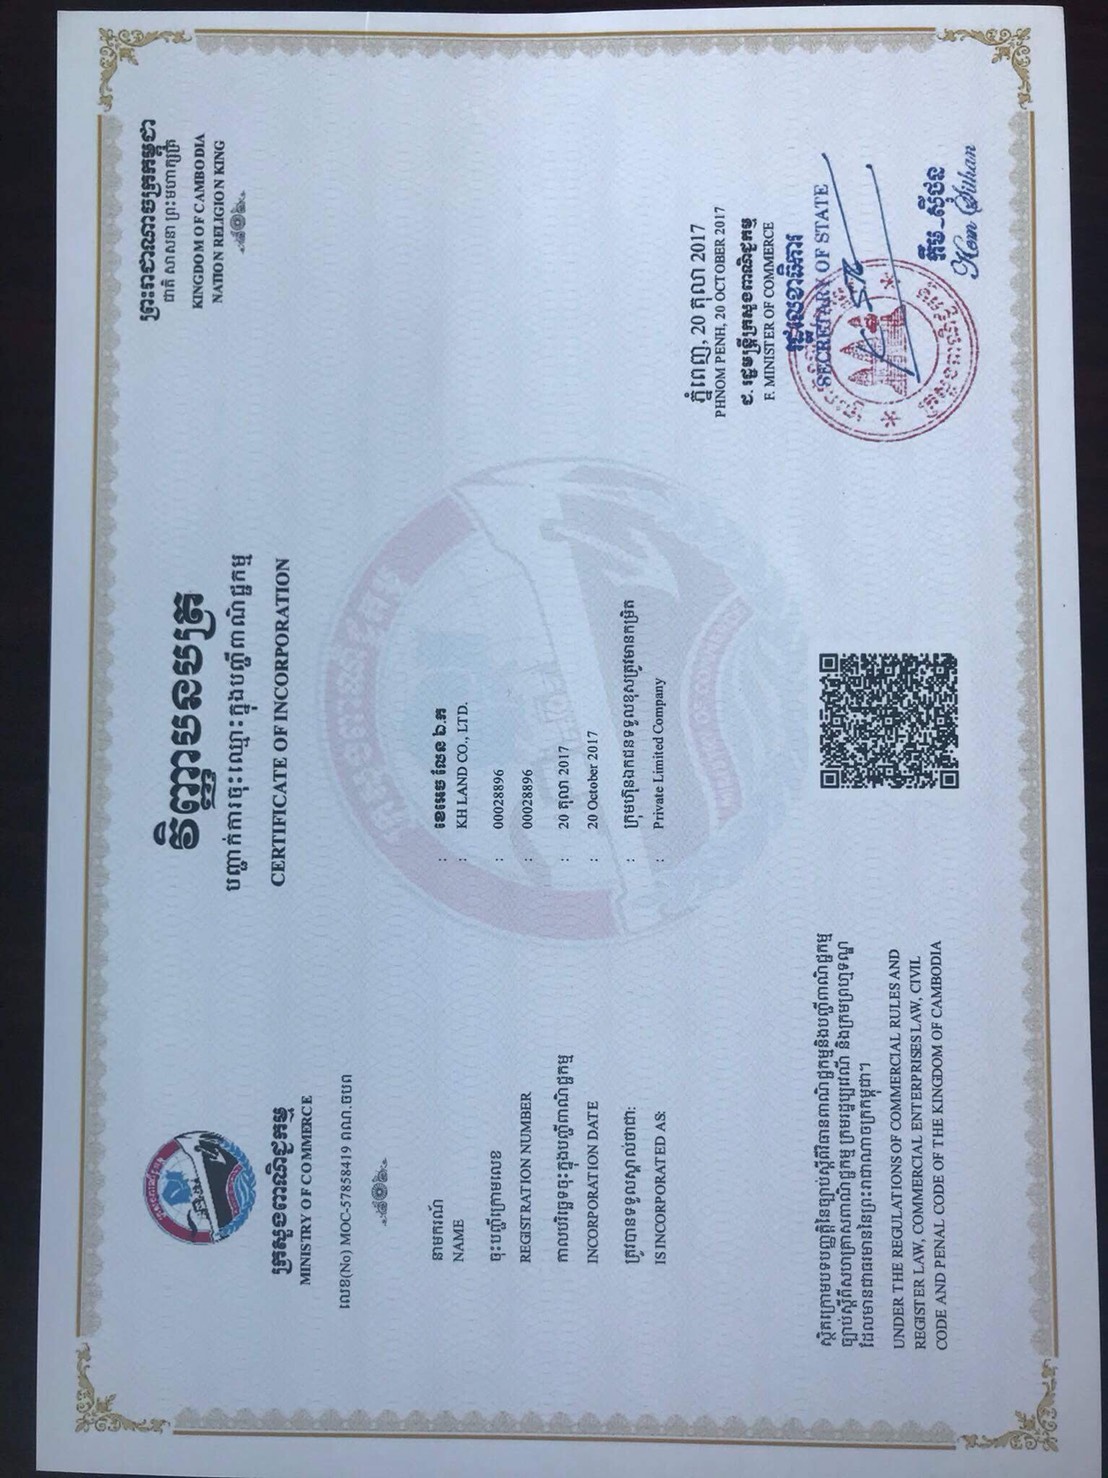 ព្រះរាជាណាចក្រកម្ពុជា
ជាតិ សាសនា ព្រះមហាក្សត្រ
KINGDOM OF CAMBODIA
NATION RELIGION KING
ក្រសួងពាណិជ្ជកម្ម
MINISTRY OF COMMERCE
លេខ(No) MOC-57858419 ពណ.ចបព
វិញ្ញាបនបត្រ
បញ្ជាក់ការចុះឈ្មោះក្នុងបញ្ជីពាណិជ្ជកម្ម
CERTIFICATE OF INCORPORATION
នាមករណ៍ : ខេអេច លែន ឯ.ក
NAME : KH LAND CO., LTD.
ចុះបញ្ជីក្រោមលេខ : 00028896
REGISTRATION NUMBER : 00028896
កាលបរិច្ឆេទចុះក្នុងបញ្ជីពាណិជ្ជកម្ម : 20 តុលា 2017
INCORPORATION DATE : 20 October 2017
ត្រូវបានទទួលស្គាល់ថាជា: : ក្រុមហ៊ុនឯកជនទទួលខុសត្រូវមានកម្រិត
IS INCORPORATED AS: : Private Limited Company
ភ្នំពេញ, 20 តុលា 2017
PHNOM PENH, 20 OCTOBER 2017
ជ. រដ្ឋមន្ត្រីក្រសួងពាណិជ្ជកម្ម
F. MINISTER OF COMMERCE
រដ្ឋលេខាធិការ
SECRETARY OF STATE
ស្ថិតក្រោមបទបញ្ញត្តិនៃច្បាប់ស្តីពីវិធានពាណិជ្ជកម្មនិងបញ្ជីពាណិជ្ជកម្ម
ច្បាប់ស្តីពីសហគ្រាសពាណិជ្ជកម្ម ក្រមរដ្ឋប្បវេណី និងក្រមព្រហ្មទណ្ឌ
ដែលមានជាធរមាននៃព្រះរាជាណាចក្រកម្ពុជា។
UNDER THE REGULATIONS OF COMMERCIAL RULES AND
REGISTER LAW, COMMERCIAL ENTERPRISES LAW, CIVIL
CODE AND PENAL CODE OF THE KINGDOM OF CAMBODIA